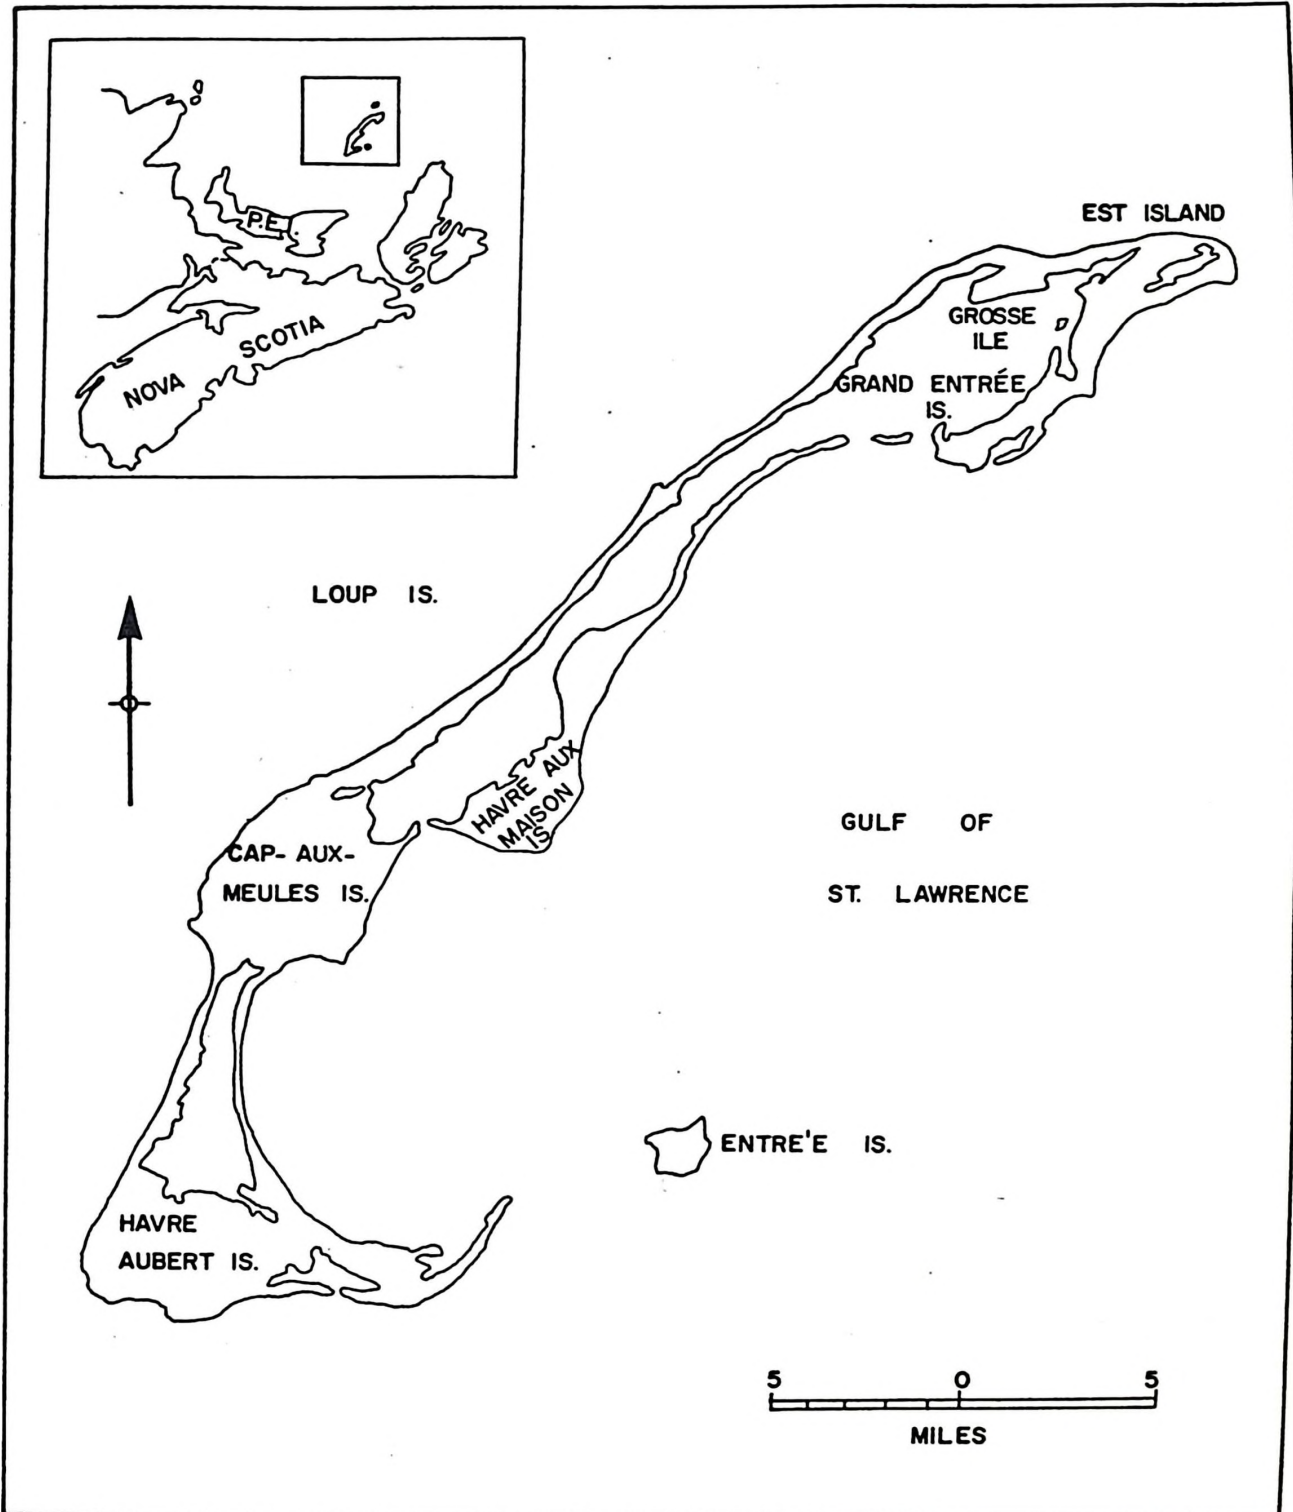 P.E.I.
NOVA SCOTIA
EST ISLAND
GROSSE
ILE
GRAND ENTRÉE
IS.
LOUP IS.
HAVRE AUX
MAISON
IS.
GULF OF
ST. LAWRENCE
CAP-AUX-
MEULES IS.
ENTRE'E IS.
HAVRE
AUBERT IS.
5 0 5
MILES